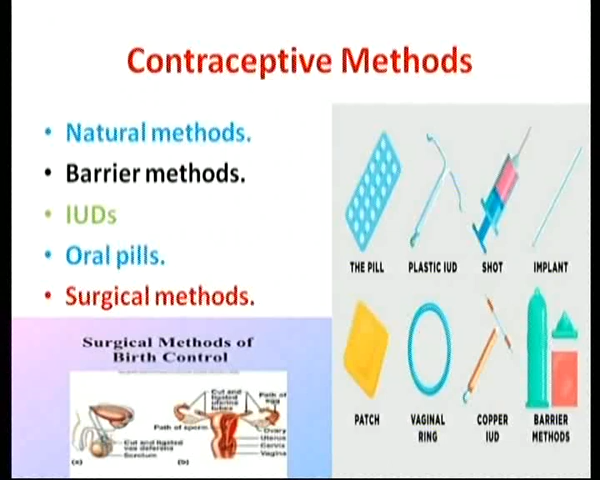 Contraceptive Methods
• Natural methods.
• Barrier methods.
• IUDs
• Oral pills.
• Surgical methods.
THE PILL
PLASTIC IUD
SHOT
IMPLANT
PATCH
VAGINAL
RING
COPPER
IUD
BARRIER
METHODS
Surgical Methods of
Birth Control
Cut and
ligated
vas deferens
Scrotum
(a)
Path of sperm
Cut and
ligated
uterine
tubes
Path of
egg
Ovary
Uterus
Cervix
Vagina
(b)